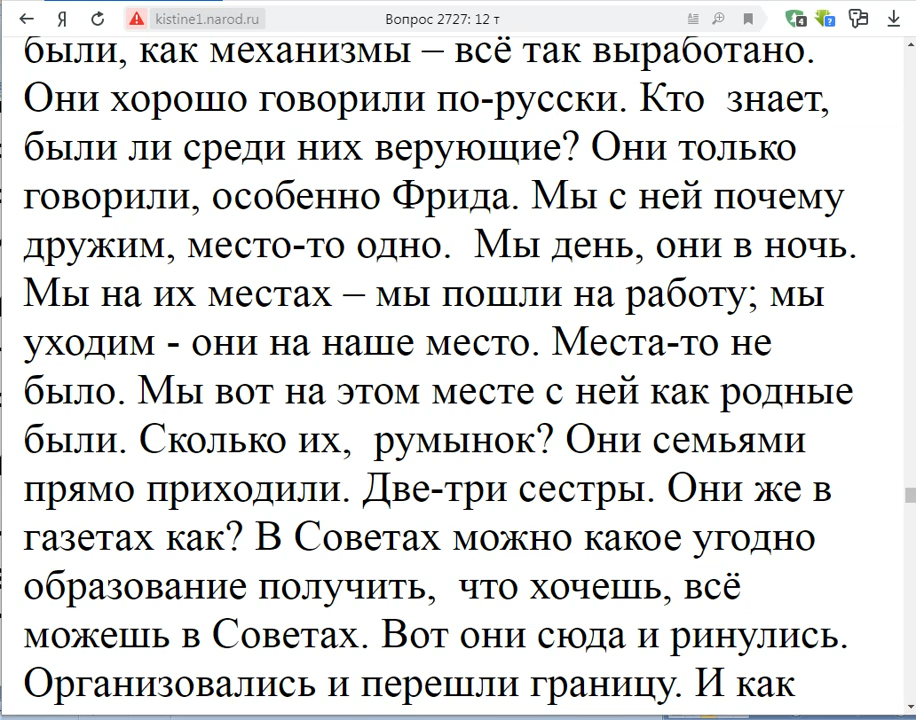 Я kistine1.narod.ru Вопрос 2727: 12 т 4 ?
были, как механизмы – всё так выработано.
Они хорошо говорили по-русски. Кто  знает,
были ли среди них верующие? Они только
говорили, особенно Фрида. Мы с ней почему
дружим, место-то одно.  Мы день, они в ночь.
Мы на их местах – мы пошли на работу; мы
уходим - они на наше место. Места-то не
было. Мы вот на этом месте с ней как родные
были. Сколько их,  румынок? Они семьями
прямо приходили. Две-три сестры. Они же в
газетах как? В Советах можно какое угодно
образование получить,  что хочешь, всё
можешь в Советах. Вот они сюда и ринулись.
Организовались и перешли границу. И как